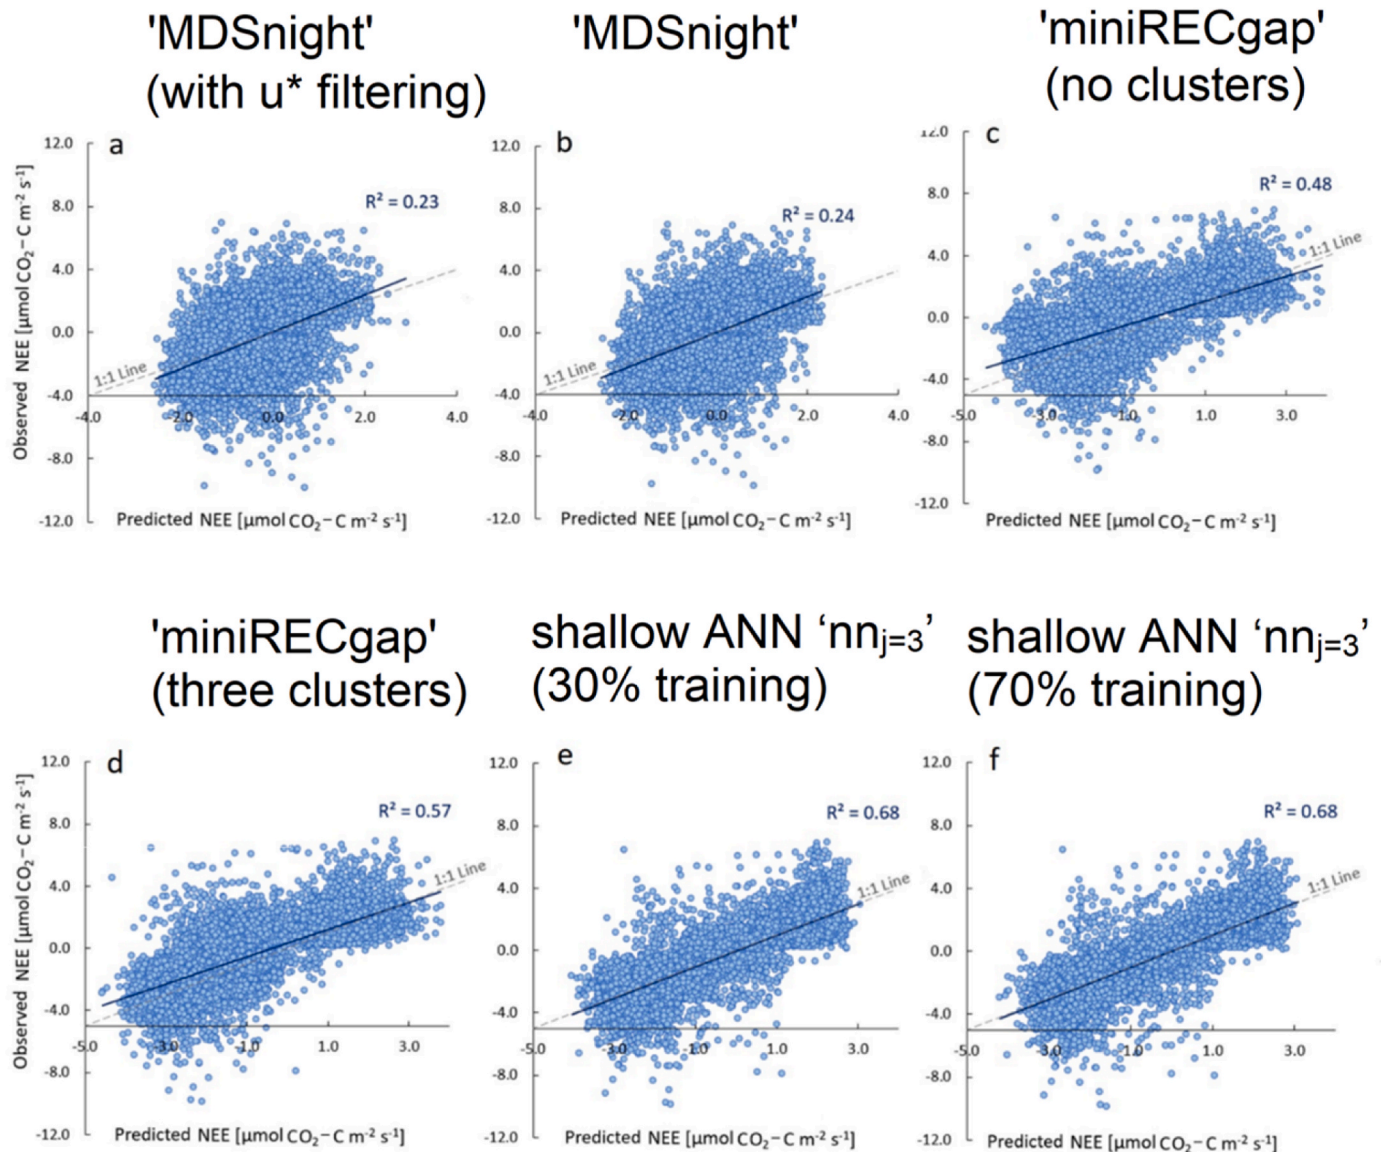 'MDSnight'
(with u* filtering)
'MDSnight'
'miniRECgap'
(no clusters)
a
12.0
8.0
4.0
0.0
-4.0
-8.0
-12.0
Observed NEE [µmol CO₂– C m⁻² s⁻¹]
R² = 0.23
1:1 Line
-4.0 2.0 0.0 2.0 4.0
Predicted NEE [µmol CO₂– C m⁻² s⁻¹]
b
12.0
8.0
4.0
0.0
-4.0
-8.0
-12.0
R² = 0.24
1:1 Line
-4.0 2.0 0.0 2.0 4.0
Predicted NEE [µmol CO₂– C m⁻² s⁻¹]
c
12.0
8.0
4.0
0.0
-4.0
-8.0
-12.0
R² = 0.48
1:1 Line
-5.0 -3.0 -1.0 1.0 3.0
Predicted NEE [µmol CO₂– C m⁻² s⁻¹]
'miniRECgap'
(three clusters)
shallow ANN ‘nnⱼ₌₃’
(30% training)
shallow ANN ‘nnⱼ₌₃’
(70% training)
d
12.0
8.0
4.0
0.0
-4.0
-8.0
-12.0
Observed NEE [µmol CO₂– C m⁻² s⁻¹]
R² = 0.57
1:1 Line
-5.0 -3.0 -1.0 1.0 3.0
Predicted NEE [µmol CO₂– C m⁻² s⁻¹]
e
12.0
8.0
4.0
0.0
-4.0
-8.0
-12.0
R² = 0.68
1:1 Line
-5.0 -3.0 -1.0 1.0 3.0
Predicted NEE [µmol CO₂– C m⁻² s⁻¹]
f
12.0
8.0
4.0
0.0
-4.0
-8.0
-12.0
R² = 0.68
1:1 Line
-5.0 -3.0 -1.0 1.0 3.0
Predicted NEE [µmol CO₂– C m⁻² s⁻¹]